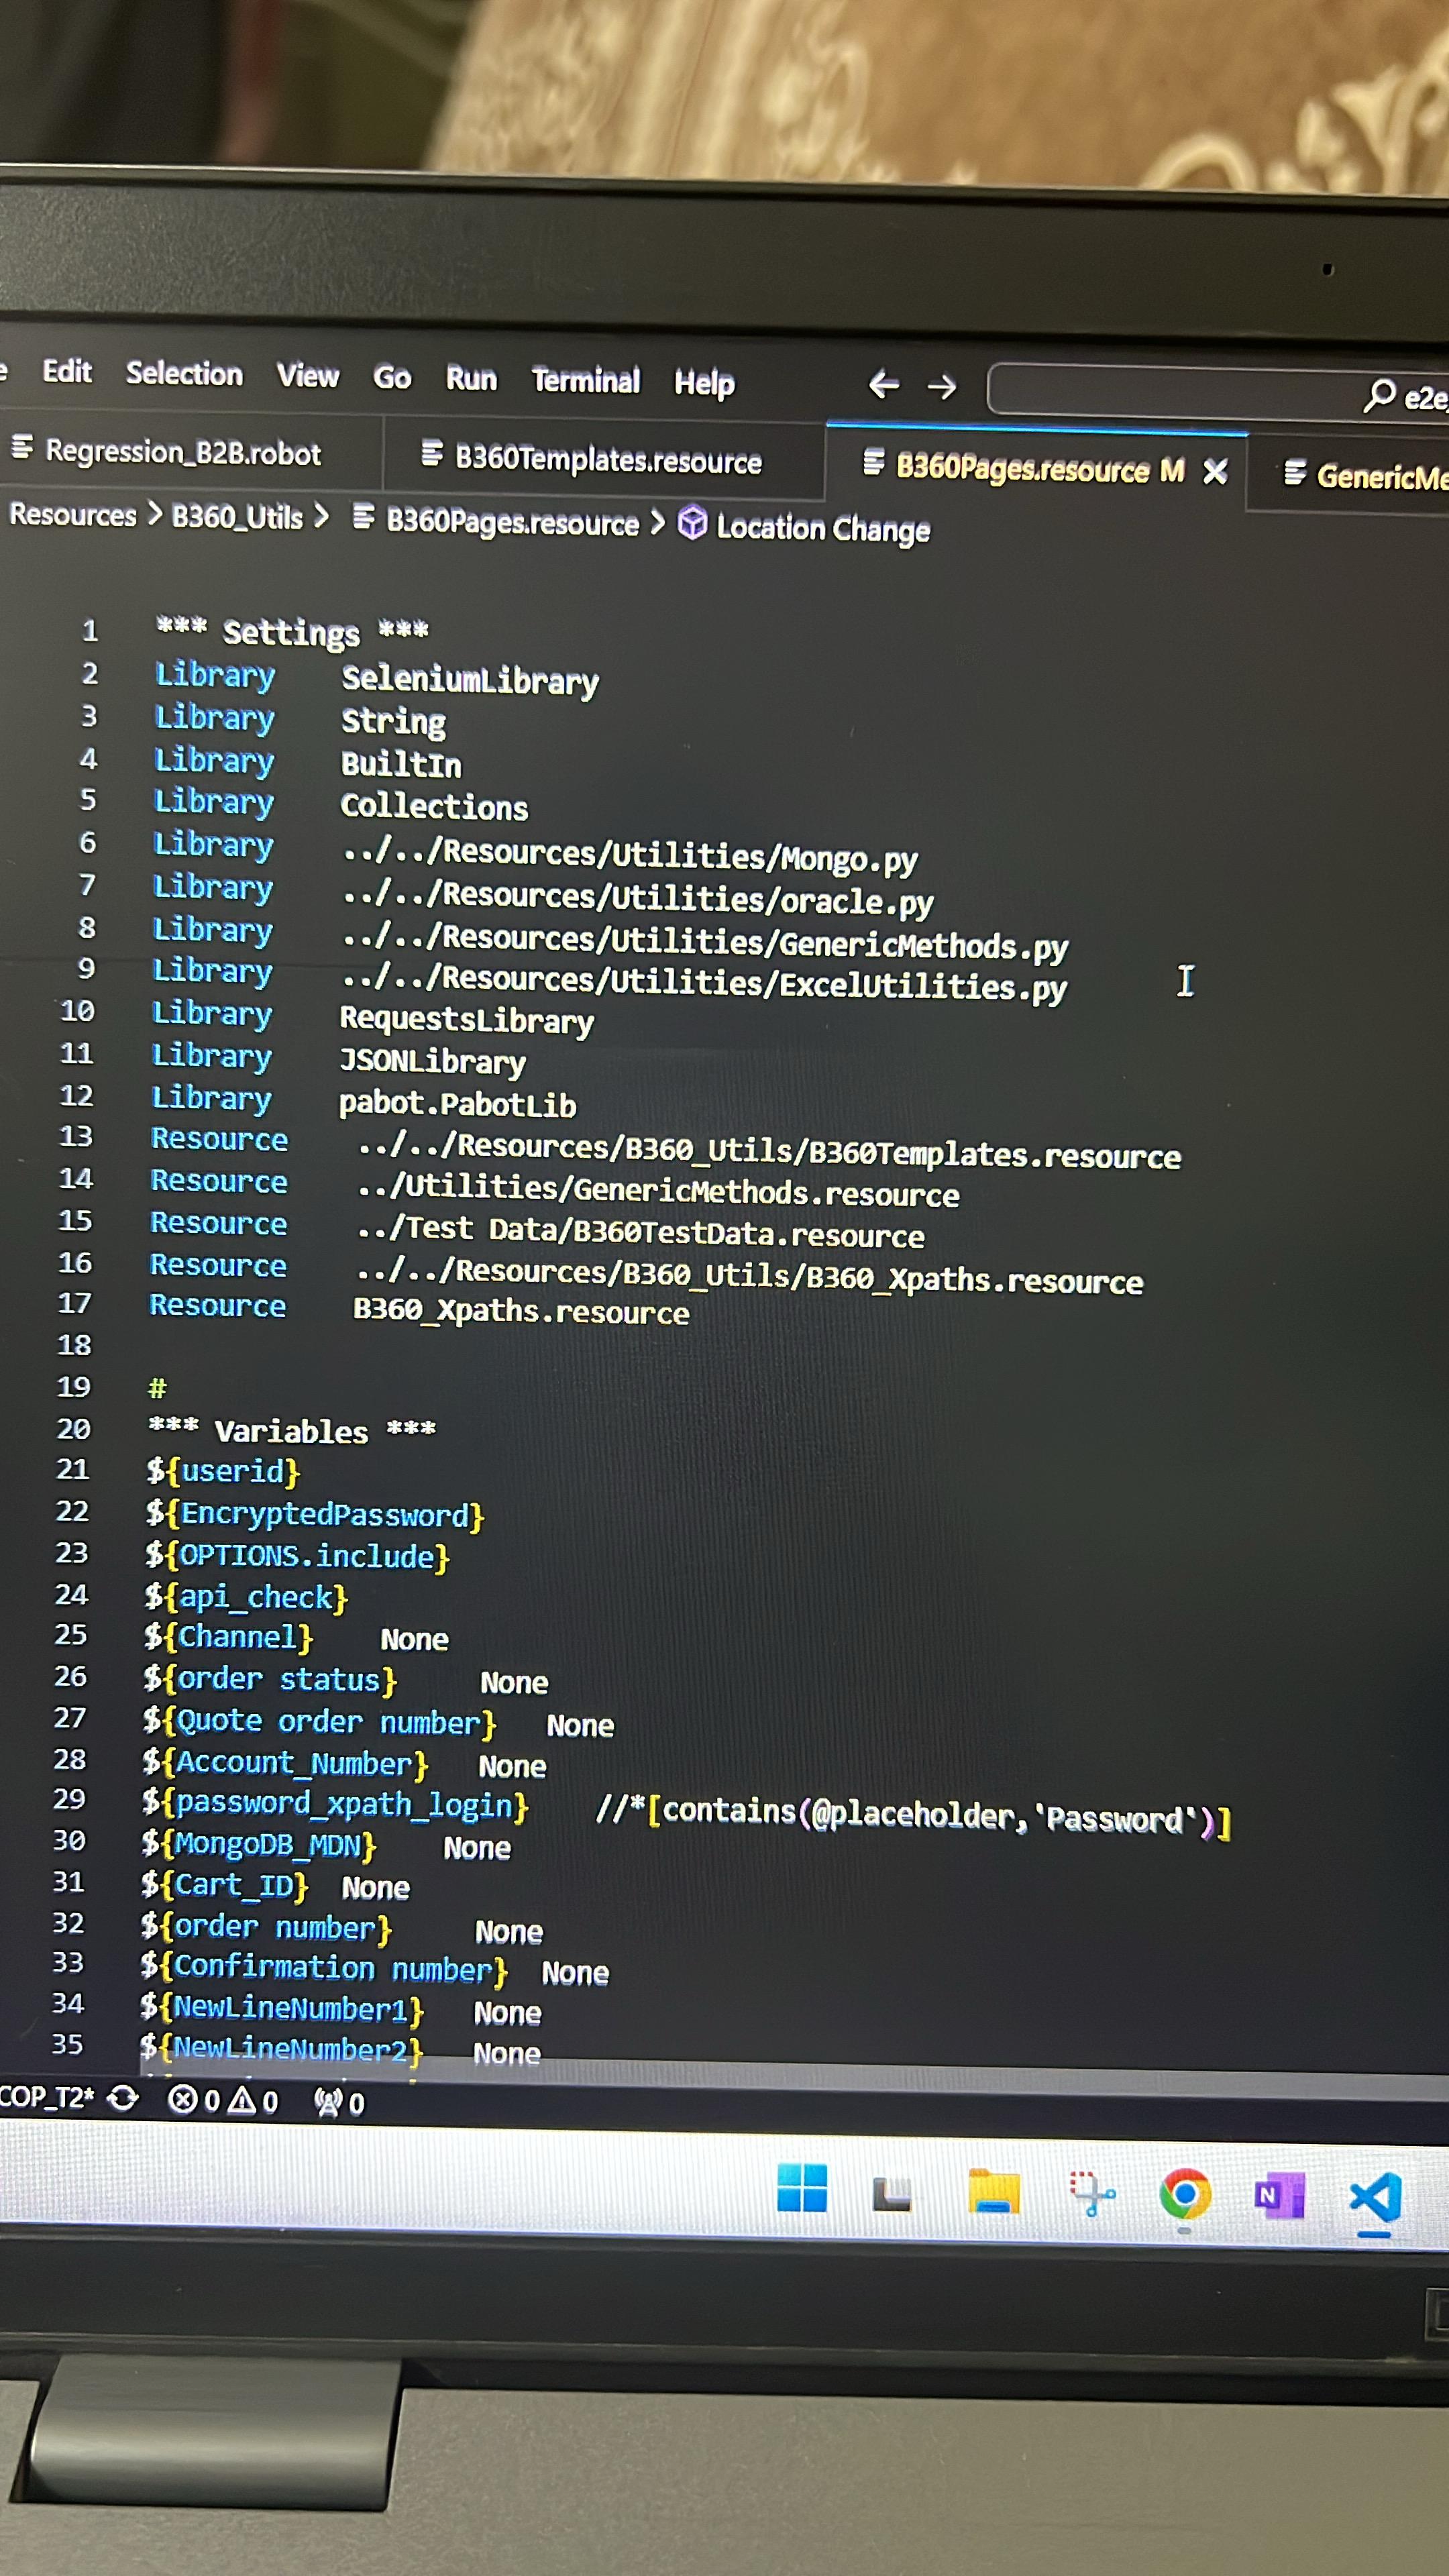 Edit Selection View Go Run Terminal Help ← → e2e
Regression_B2B.robot B360Templates.resource B360Pages.resource M GenericMe
Resources > B360_Utils > B360Pages.resource > Location Change
1 *** Settings ***
2 Library    SeleniumLibrary
3 Library    String
4 Library    BuiltIn
5 Library    Collections
6 Library    ../../Resources/Utilities/Mongo.py
7 Library    ../../Resources/Utilities/oracle.py
8 Library    ../../Resources/Utilities/GenericMethods.py
9 Library    ../../Resources/Utilities/ExcelUtilities.py
10 Library    RequestsLibrary
11 Library    JSONLibrary
12 Library    pabot.PabotLib
13 Resource    ../../Resources/B360_Utils/B360Templates.resource
14 Resource    ../Utilities/GenericMethods.resource
15 Resource    ../Test Data/B360TestData.resource
16 Resource    ../../Resources/B360_Utils/B360_Xpaths.resource
17 Resource    B360_Xpaths.resource
18
19 #
20 *** Variables ***
21 ${userid}
22 ${EncryptedPassword}
23 ${OPTIONS.include}
24 ${api_check}
25 ${Channel}    None
26 ${order status}    None
27 ${Quote order number}    None
28 ${Account_Number}    None
29 ${password_xpath_login}    //*[contains(@placeholder,'Password')]
30 ${MongoDB_MDN}    None
31 ${Cart_ID}    None
32 ${order number}    None
33 ${Confirmation number}    None
34 ${NewLineNumber1}    None
35 ${NewLineNumber2}    None
COP_T2* 0 0 0
N